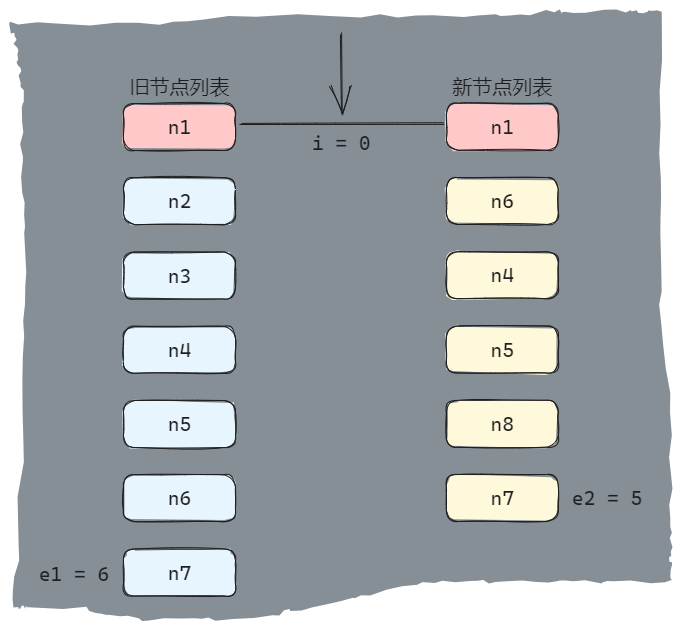 旧节点列表 新节点列表
n1 n1
i = 0
n2 n6
n3 n4
n4 n5
n5 n8
n6 n7 e2 = 5
e1 = 6 n7